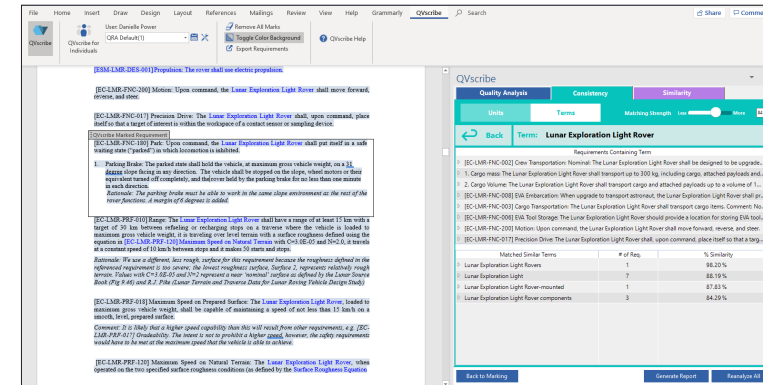 File Home Insert Draw Design Layout References Mailings Review View Help Grammarly QVscribe Search Share Comme
User: Danielle Power
QRA Default(1)
QVscribe
QVscribe for
Individuals
Remove All Marks
Toggle Color Background
Export Requirements
QVscribe Help
[ESM-LMR-DES-001]Propulsion: The rover shall use electric propulsion.
[EC-LMR-FNC-200] Motion: Upon command, the Lunar Exploration Light Rover shall move forward,
reverse, and steer.
[EC-LMR-FNC-017] Precision Drive: The Lunar Exploration Light Rover shall, upon command, place
itself so that a target of interest is within the workspace of a contact sensor or sampling device.
QVscribe Marked Requirement
[EC-LMR-FNC-180] Park: Upon command, the Lunar Exploration Light Rover shall put itself in a safe
waiting state ("parked") in which locomotion is inhibited.
1. Parking Brake: The parked state shall hold the vehicle, at maximum gross vehicle weight, on a 31
degree slope facing in any direction. The vehicle shall be stopped on the slope, wheel motors or their
equivalent turned off completely, and therover held by the parking brake for no less than one minute
in each direction.
Rationale: The parking brake must be able to work in the same slope environment as the rest of the
rover functions. A margin of 6 degrees is added.
[EC-LMR-PRF-010] Range: The Lunar Exploration Light Rover shall have a range of at least 15 km with a
target of 30 km between refueling or recharging stops on a traverse where the vehicle is loaded to
maximum gross vehicle weight, it is traveling over level terrain with a surface roughness defined using the
equation in [EC-LMR-PRF-120] Maximum Speed on Natural Terrain with C=3.0E-05 and N=2.0, it travels
at a constant speed of 10 km/h between stops and it makes 50 starts and stops.
Rationale: We use a different, less rough, surface for this requirement because the roughness defined in the
referenced requirement is too severe; the lowest roughness surface, Surface 2, represents relatively rough
terrain. Values with C=3.0E-05 and N=2 represent a near 'nominal' surface as defined by the Lunar Source
Book (Fig 9.46) and R.J. Pike (Lunar Terrain and Traverse Data for Lunar Roving Vehicle Design Study)
[EC-LMR-PRF-018] Maximum Speed on Prepared Surface: The Lunar Exploration Light Rover, loaded to
maximum gross vehicle weight, shall be capable of maintaining a speed of not less than 15 km/h on a
smooth, level, prepared surface.
Comment: It is likely that a higher speed capability than this will result from other requirements, e.g. [EC-
LMR-PRF-017] Gradeability. The intent is not to prohibit a higher speed, however, the safety requirements
would have to be met at the maximum speed that the vehicle is able to achieve.
[EC-LMR-PRF-120] Maximum Speed on Natural Terrain: The Lunar Exploration Light Rover, when
operated on the two specified surface roughness conditions (as defined by the Surface Roughness Equation
QVscribe
Quality Analysis Consistency Similarity
Units Terms Matching Strength Less More 84
Back Term: Lunar Exploration Light Rover
Requirements Containing Term
[EC-LMR-FNC-002] Crew Transportation: Nominal: The Lunar Exploration Light Rover shall be designed to be upgrade...
1. Cargo mass: The Lunar Exploration Light Rover shall transport up to 300 kg, including cargo, attached payloads and...
2. Cargo Volume: The Lunar Exploration Light Rover shall transport cargo and attached payloads up to a volume of 1...
[EC-LMR-FNC-008] EVA Embarcation: When upgrade to transport astronaut, the Lunar Exploration Light Rover shall pr...
[EC-LMR-FNC-003] Cargo Transportation: The Lunar Exploration Light Rover shall transport cargo items. Comment: No...
[EC-LMR-FNC-006] EVA Tool Storage: The Lunar Exploration Light Rover should provide a location for storing EVA tool...
[EC-LMR-FNC-200] Motion: Upon command, the Lunar Exploration Light Rover shall move forward, reverse, and steer.
[EC-LMR-FNC-017] Precision Drive: The Lunar Exploration Light Rover shall, upon command, place itself so that a targ...
Matched Similar Terms # of Req. % Similarity
Lunar Exploration Light Rovers 1 98.20 %
Lunar Exploration Light 7 88.19 %
Lunar Exploration Light Rover-mounted 1 87.83 %
Lunar Exploration Light Rover components 3 84.29 %
Back to Marking Generate Report Reanalyze All